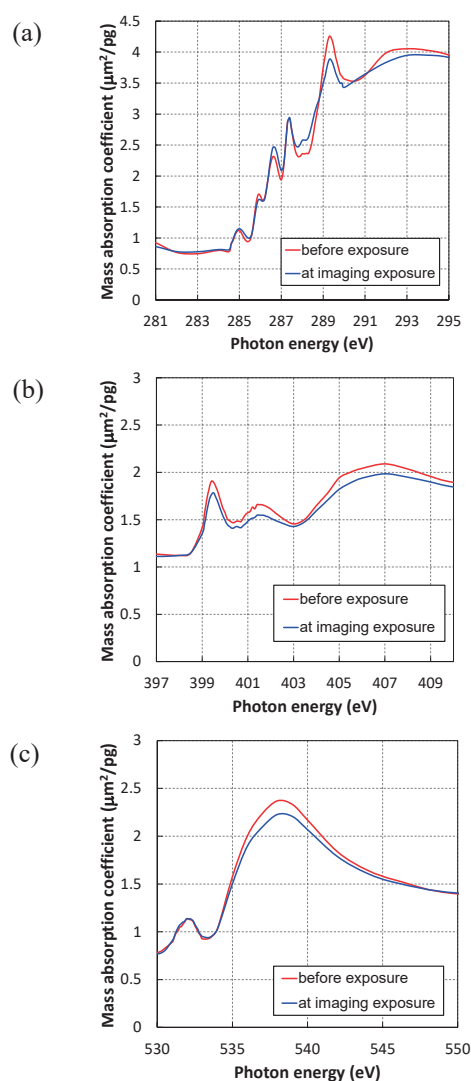 (a)
Mass absorption coefficient (μm²/pg)
4.5
4
3.5
3
2.5
2
1.5
1
0.5
0
before exposure
at imaging exposure
281 283 285 287 289 291 293 295
Photon energy (eV)
(b)
Mass absorption coefficient (μm²/pg)
3
2.5
2
1.5
1
0.5
0
before exposure
at imaging exposure
397 399 401 403 405 407 409
Photon energy (eV)
(c)
Mass absorption coefficient (μm²/pg)
3
2.5
2
1.5
1
0.5
0
before exposure
at imaging exposure
530 535 540 545 550
Photon energy (eV)